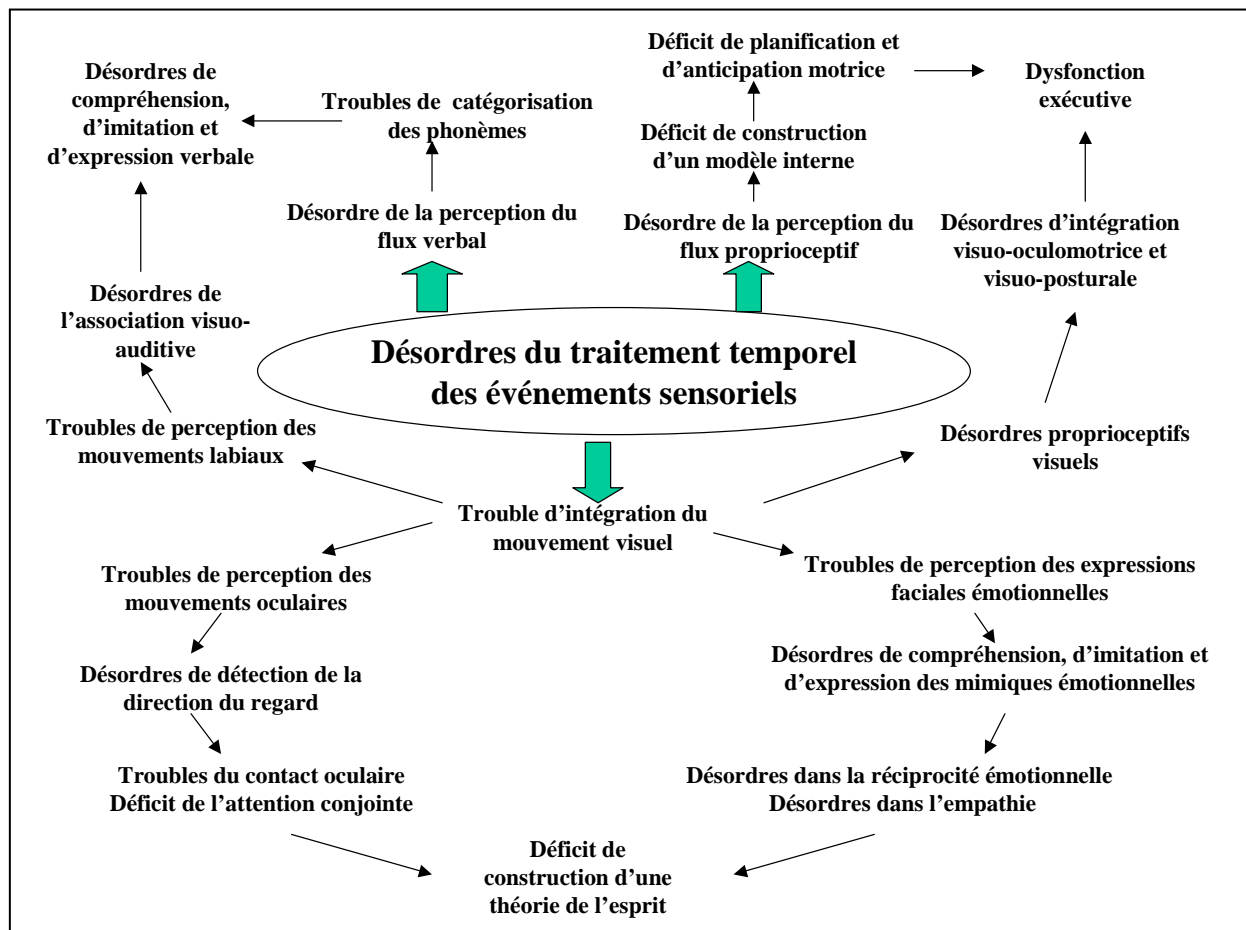 Déficit de planification et
d'anticipation motrice
Dysfonction
exécutive
Désordres de
compréhension,
d'imitation et
d'expression verbale
Troubles de catégorisation
des phonèmes
Déficit de construction
d'un modèle interne
Désordre de la perception du
flux verbal
Désordre de la perception du
flux proprioceptif
Désordres d'intégration
visuo-oculomotrice et
visuo-posturale
Désordres de
l'association visuo-
auditive
Désordres du traitement temporel
des événements sensoriels
Troubles de perception des
mouvements labiaux
Désordres proprioceptifs
visuels
Trouble d'intégration du
mouvement visuel
Troubles de perception des
mouvements oculaires
Troubles de perception des expressions
faciales émotionnelles
Désordres de détection de la
direction du regard
Désordres de compréhension, d'imitation et
d'expression des mimiques émotionnelles
Troubles du contact oculaire
Déficit de l'attention conjointe
Désordres dans la réciprocité émotionnelle
Désordres dans l'empathie
Déficit de
construction d'une
théorie de l'esprit